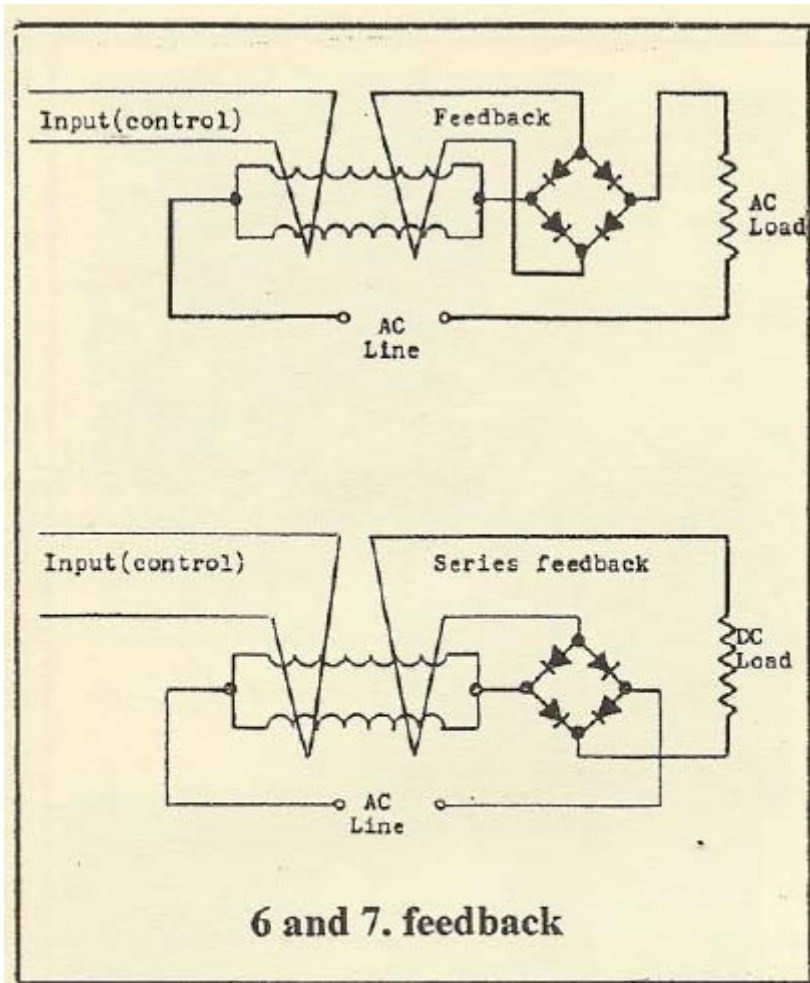 Input(control)
Feedback
AC
Load
AC
Line
Input(control)
Series feedback
DC
Load
AC
Line
6 and 7. feedback